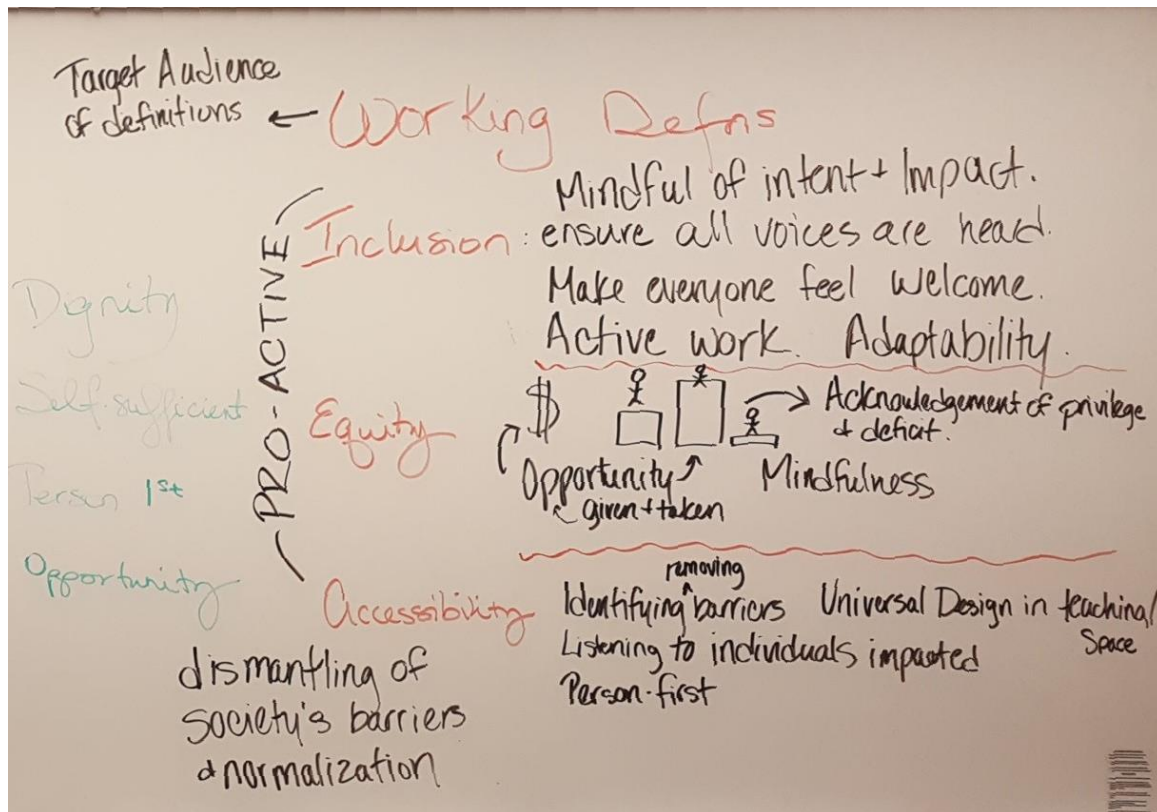 Target Audience
of definitions ← Working Defns
PRO-ACTIVE
Inclusion: Mindful of intent + Impact.
ensure all voices are heard.
Make everyone feel welcome.
Active work. Adaptability.
Equity
$
Acknowledgement of privilege
& deficit.
Opportunity
given + taken
Mindfulness
Accessibility
Identifying removing barriers
Listening to individuals impacted
Person-first
Universal Design in teaching/
Space
Dignity
Self-sufficient
Person 1st
Opportunity
dismantling of
society's barriers
& normalization